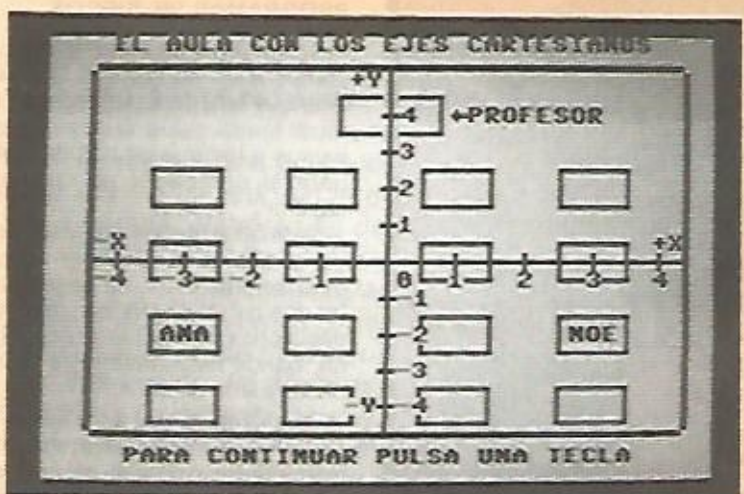 EL AULA CON LOS EJES CARTESIANOS
+Y
4 ←PROFESOR
3
2
1
-X +X
-4 -3 -2 -1 0 1 2 3 4
-1
ANA -2 NOE
-3
-Y -4
PARA CONTINUAR PULSA UNA TECLA